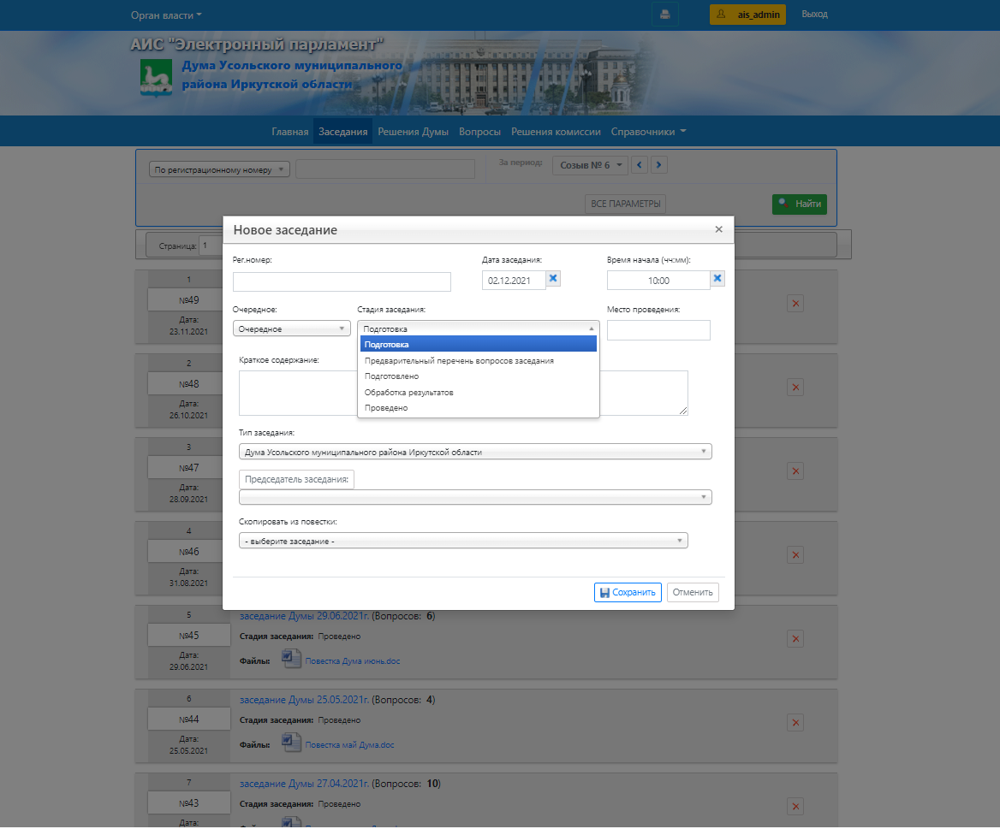 Орган власти
ais_admin
Выход
АИС "Электронный парламент"
Дума Усольского муниципального
района Иркутской области
Главная Заседания Решения Думы Вопросы Решения комиссии Справочники
По регистрационному номеру
За период: Созыв № 6
ВСЕ ПАРАМЕТРЫ
Найти
Страница: 1
Новое заседание
Рег.номер:
Дата заседания:
Время начала (чч:мм):
02.12.2021
10:00
Очередное:
Стадия заседания:
Место проведения:
Очередное
Подготовка
Подготовка
Предварительный перечень вопросов заседания
Подготовлено
Обработка результатов
Проведено
Краткое содержание:
Тип заседания:
Дума Усольского муниципального района Иркутской области
Председатель заседания:
Скопировать из повестки:
- выберите заседание -
Сохранить
Отменить
1
№49
Дата:
23.11.2021
2
№48
Дата:
26.10.2021
3
№47
Дата:
28.09.2021
4
№46
Дата:
31.08.2021
5
№45
Дата:
29.06.2021
заседание Думы 29.06.2021г. (Вопросов: 6)
Стадия заседания: Проведено
Файлы: Повестка Дума июнь.doc
6
№44
Дата:
25.05.2021
заседание Думы 25.05.2021г. (Вопросов: 4)
Стадия заседания: Проведено
Файлы: Повестка май Дума.doc
7
№43
Дата:
заседание Думы 27.04.2021г. (Вопросов: 10)
Стадия заседания: Проведено